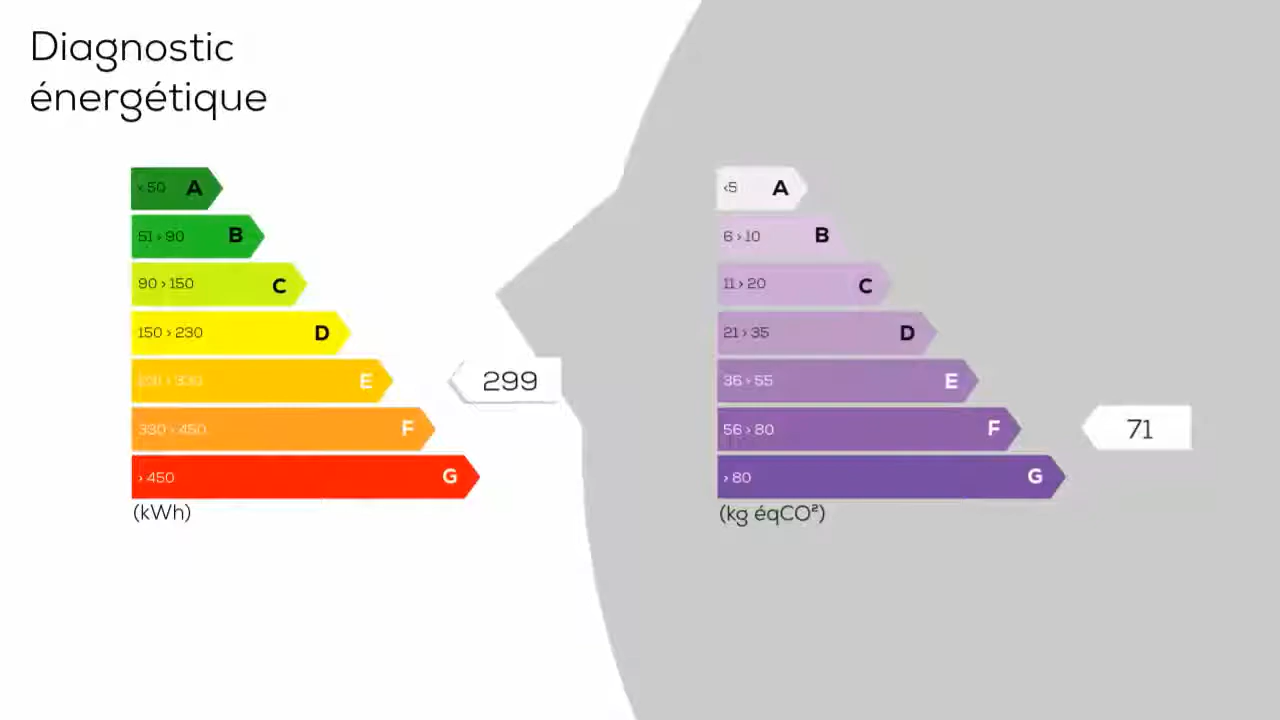 Diagnostic
énergétique
< 50 A
51 > 90 B
90 > 150 C
150 > 230 D
E
299
330 > 450 F
> 450 G
(kWh)
<5 A
6 > 10 B
11 > 20 C
21 > 35 D
36 > 55 E
56 > 80 F
71
> 80 G
(kg éqCO²)